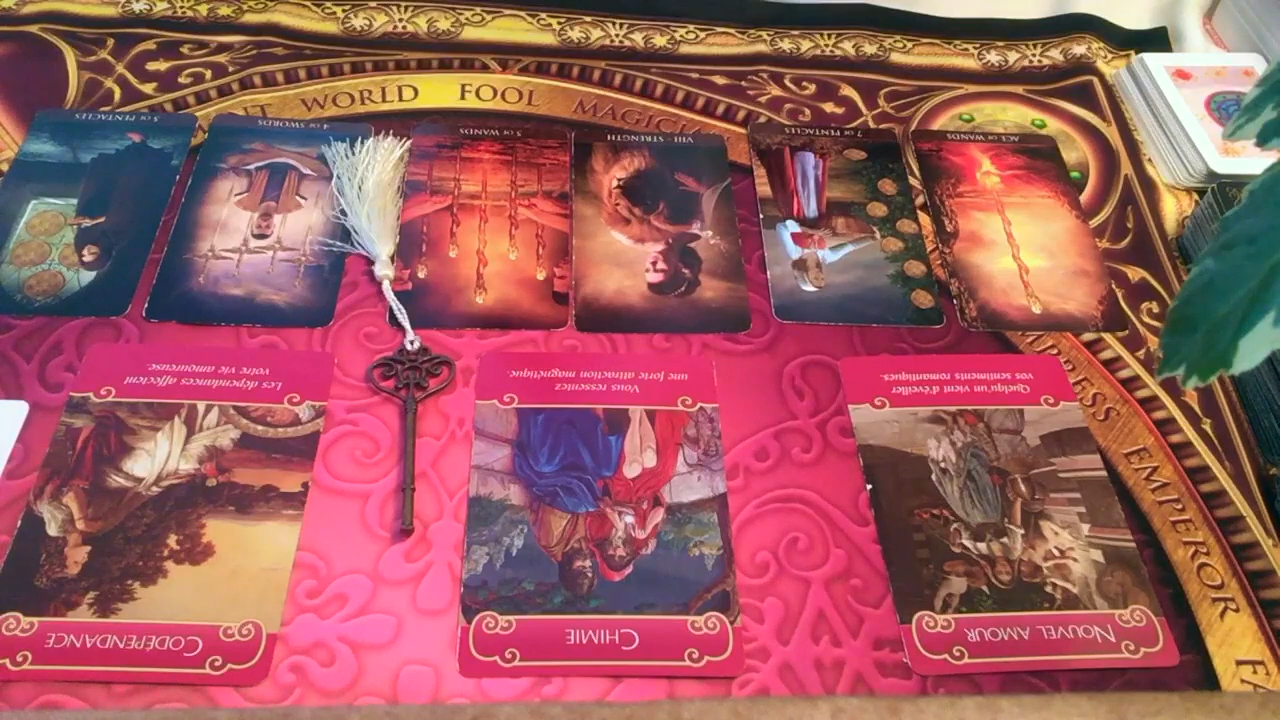 WORLD FOOL MAGICI
5 OF PENTACLES
4 OF SWORDS
5 OF WANDS
VIII - STRENGTH
7 OF PENTACLES
ACE OF WANDS
EMPRESS EMPEROR
Les dépendances affectent
votre vie amoureuse.
CODÉPENDANCE
Vous ressentez
une forte attraction magnétique.
CHIMIE
Quelqu'un vient d'éveiller
vos sentiments romantiques.
NOUVEL AMOUR